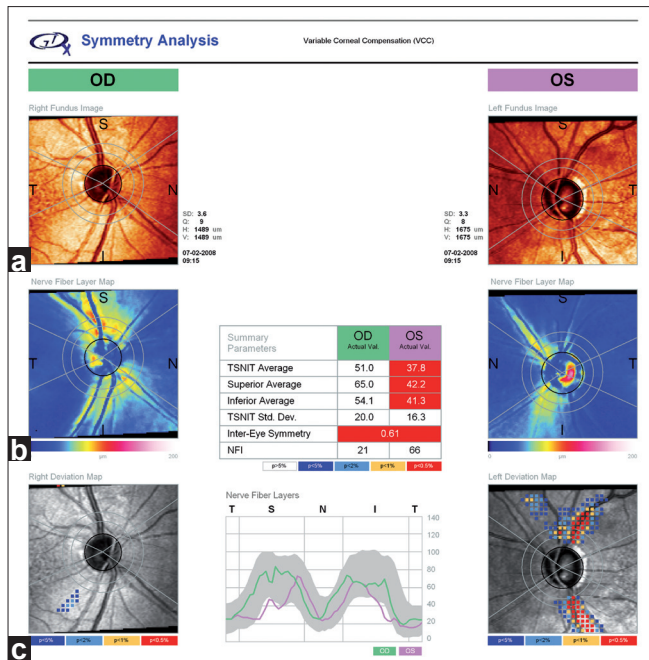 GDx Symmetry Analysis
Variable Corneal Compensation (VCC)
OD
OS
Right Fundus Image
Left Fundus Image
S
T
N
I
SD: 3.6
Q: 9
H: 1489 um
V: 1489 um
07-02-2008
09:15
SD: 3.3
Q: 8
H: 1675 um
V: 1675 um
07-02-2008
09:15
S
N
T
I
a
Nerve Fiber Layer Map
Nerve Fiber Layer Map
S
T
N
I
0 µm 200
Summary Parameters OD Actual Val. OS Actual Val.
TSNIT Average 51.0 37.8
Superior Average 65.0 42.2
Inferior Average 54.1 41.3
TSNIT Std. Dev. 20.0 16.3
Inter-Eye Symmetry 0.61
NFI 21 66
p>5% p<5% p<2% p<1% p<0.5%
S
N
T
I
0 µm 200
b
Right Deviation Map
Left Deviation Map
S
T
N
I
p<5% p<2% p<1% p<0.5%
Nerve Fiber Layers
T S N I T
140
120
100
80
60
40
20
0
OD OS
S
N
T
I
p<5% p<2% p<1% p<0.5%
c